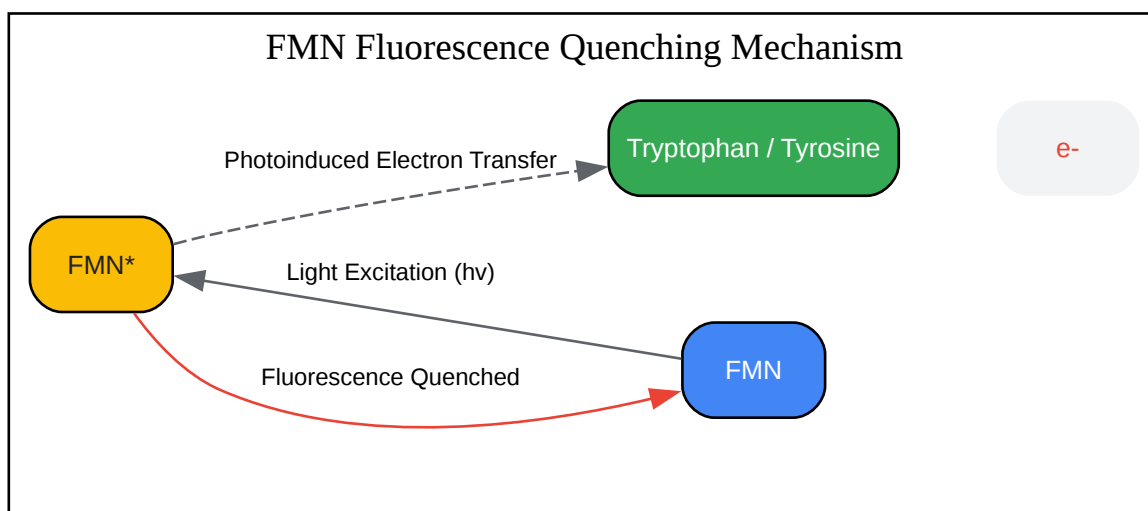 FMN Fluorescence Quenching Mechanism
Tryptophan / Tyrosine
e-
Photoinduced Electron Transfer
FMN*
Light Excitation (hv)
FMN
Fluorescence Quenched